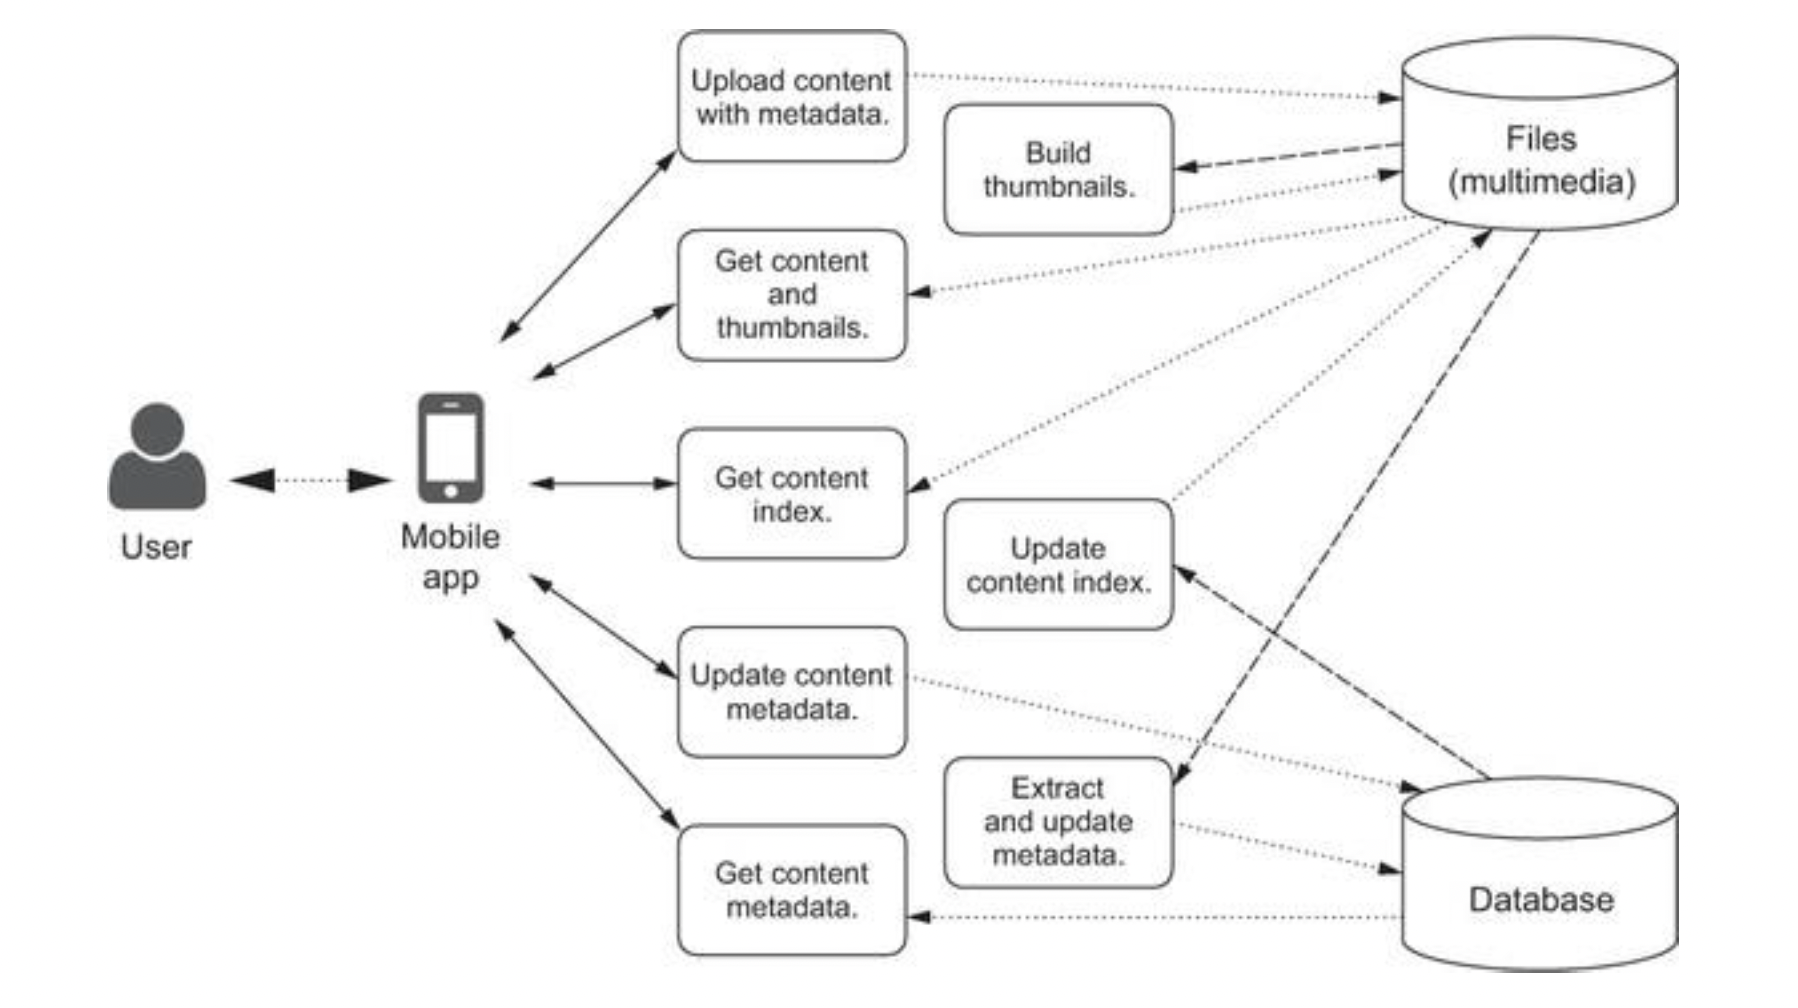 Upload content
with metadata.
Files
(multimedia)
Build
thumbnails.
Get content
and
thumbnails.
User
Mobile
app
Get content
index.
Update
content index.
Update content
metadata.
Extract
and update
metadata.
Get content
metadata.
Database